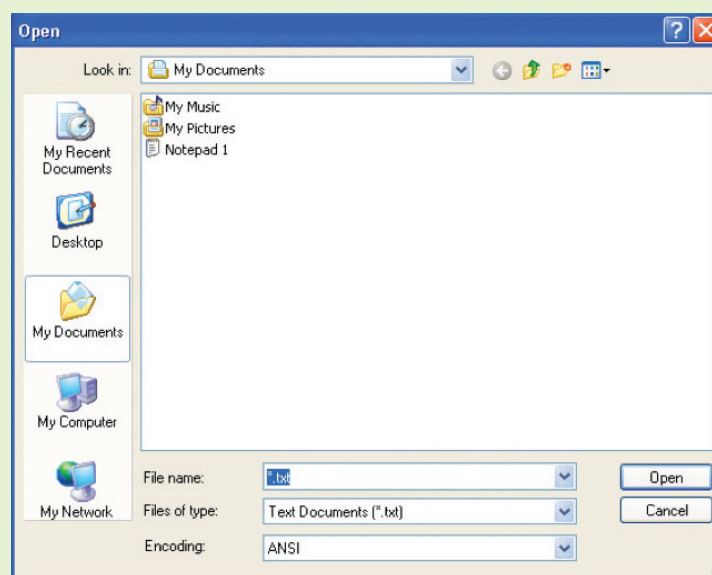 Open
Look in: My Documents
My Music
My Pictures
Notepad 1
My Recent
Documents
Desktop
My Documents
My Computer
My Network
File name: *.txt
Open
Files of type: Text Documents (*.txt)
Cancel
Encoding: ANSI